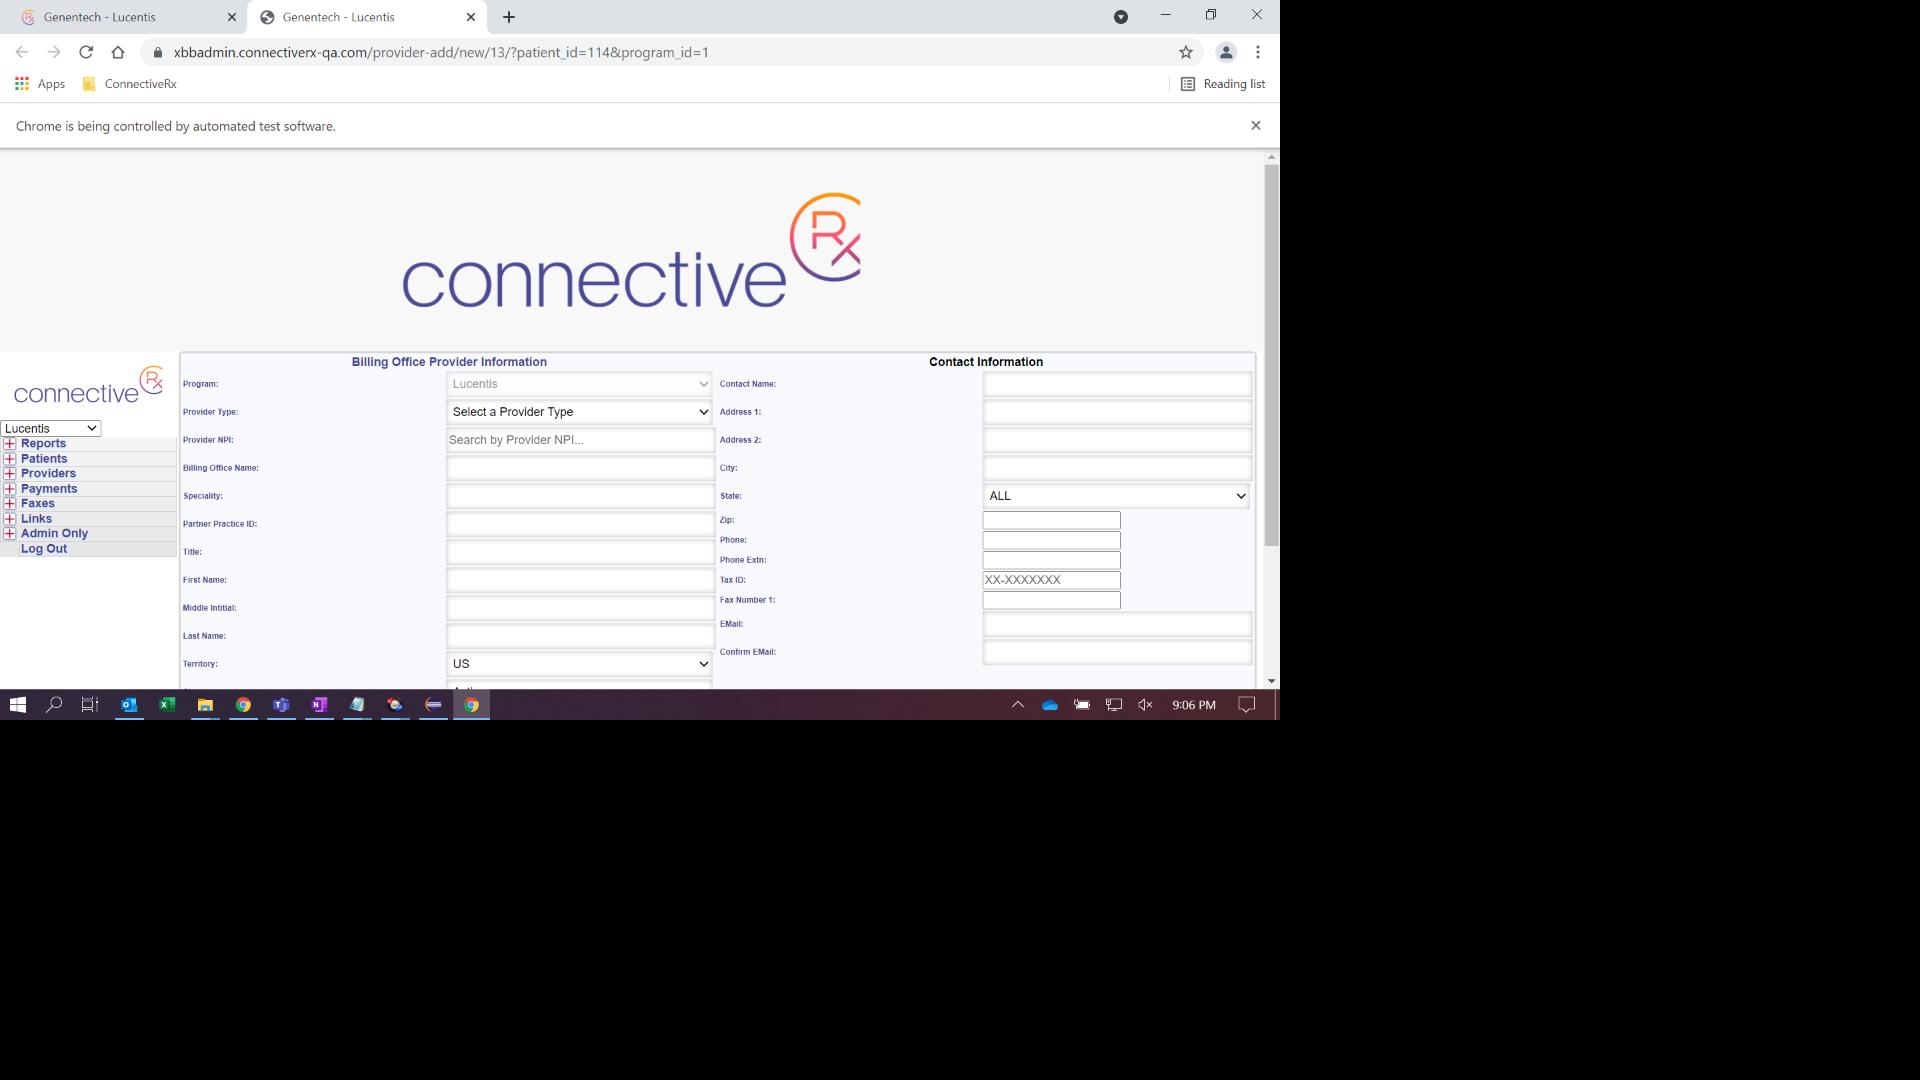 Genentech - Lucentis
Genentech - Lucentis
xbbadmin.connectiverx-qa.com/provider-add/new/13/?patient_id=114&program_id=1
Apps
ConnectiveRx
Reading list
Chrome is being controlled by automated test software.
connective Rx
connective Rx
Lucentis
Reports
Patients
Providers
Payments
Faxes
Links
Admin Only
Log Out
Billing Office Provider Information
Program:
Lucentis
Provider Type:
Select a Provider Type
Provider NPI:
Search by Provider NPI...
Billing Office Name:
Speciality:
Partner Practice ID:
Title:
First Name:
Middle Intitial:
Last Name:
Territory:
US
Contact Information
Contact Name:
Address 1:
Address 2:
City:
State:
ALL
Zip:
Phone:
Phone Extn:
Tax ID:
XX-XXXXXXX
Fax Number 1:
EMail:
Confirm EMail:
9:06 PM